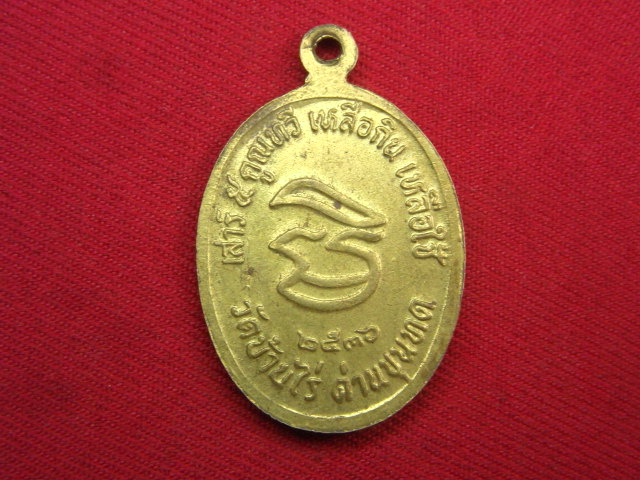 เสาร์ ๕ คูณทวี เหลือกิน เหลือใช้
๒๕๓๖
วัดบ้านไร่ ด่านขุนทด